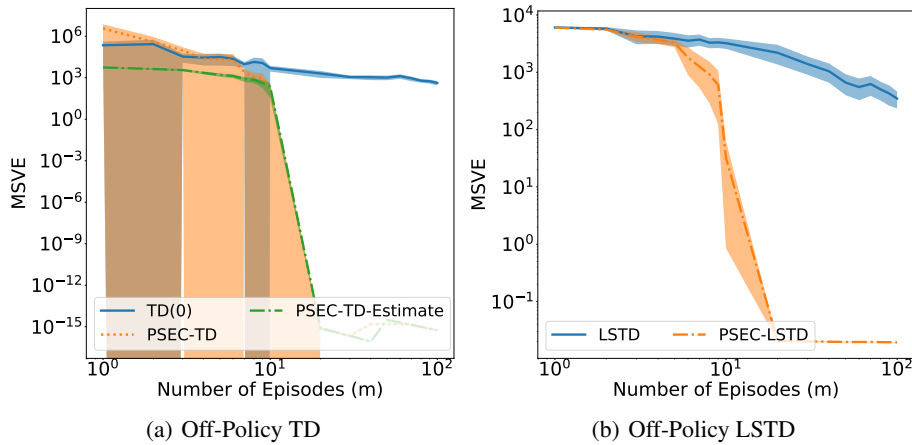 MSVE
10^6
10^3
10^0
10^-3
10^-6
10^-9
10^-12
10^-15
TD(0)
PSEC-TD
PSEC-TD-Estimate
10^0
10^1
10^2
Number of Episodes (m)
(a) Off-Policy TD
MSVE
10^4
10^3
10^2
10^1
10^0
10^-1
LSTD
PSEC-LSTD
10^0
10^1
10^2
Number of Episodes (m)
(b) Off-Policy LSTD